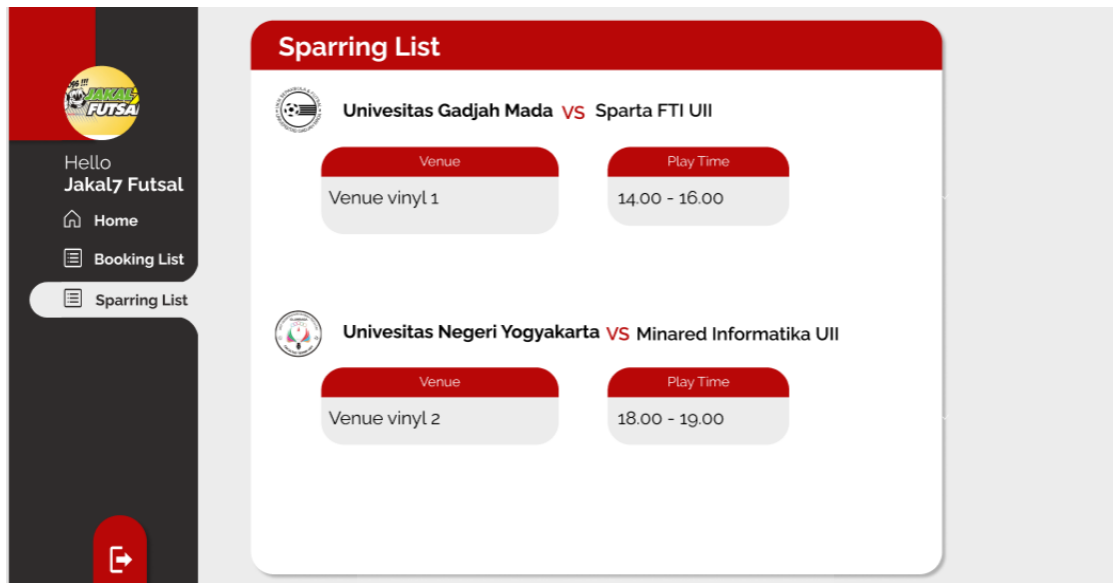 JAKAL7
FUTSAL
Hello
Jakal7 Futsal
Home
Booking List
Sparring List
Sparring List
Univesitas Gadjah Mada VS Sparta FTI UII
Venue
Play Time
Venue vinyl 1
14.00 - 16.00
Univesitas Negeri Yogyakarta VS Minared Informatika UII
Venue
Play Time
Venue vinyl 2
18.00 - 19.00